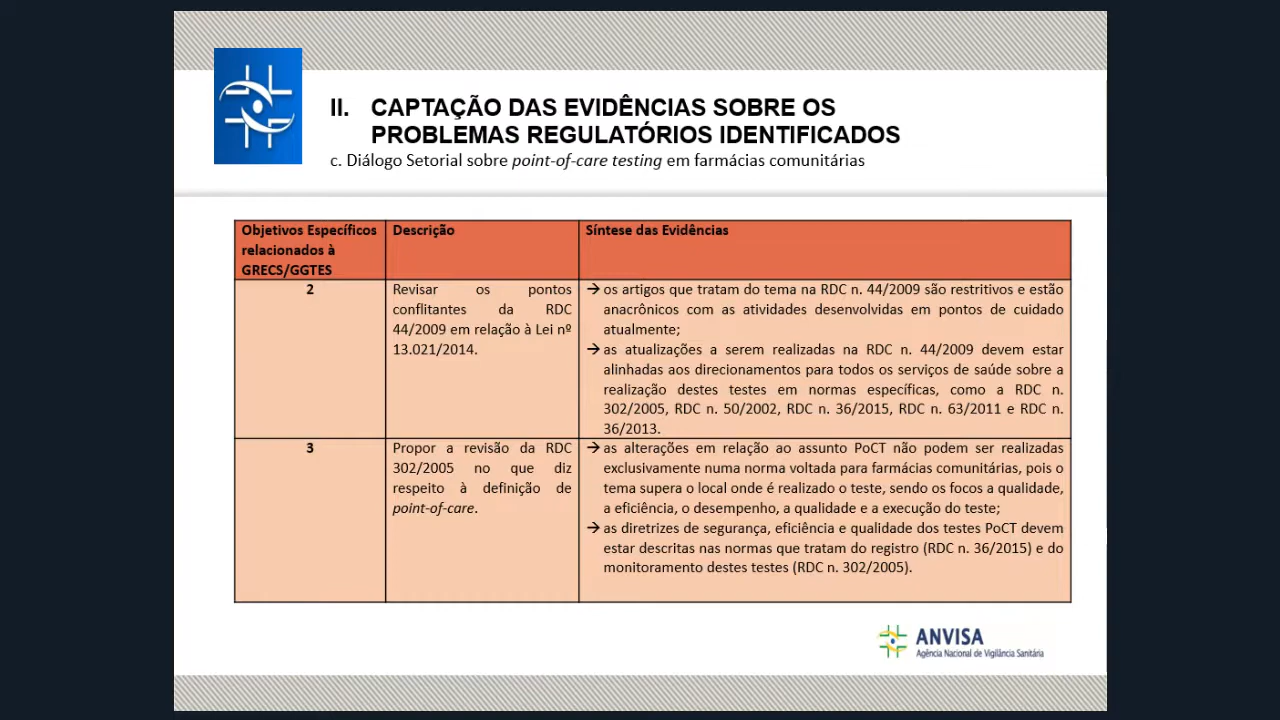 II. CAPTAÇÃO DAS EVIDÊNCIAS SOBRE OS
PROBLEMAS REGULATÓRIOS IDENTIFICADOS
c. Diálogo Setorial sobre point-of-care testing em farmácias comunitárias
Objetivos Específicos
relacionados à
GRECS/GGTES
Descrição
Síntese das Evidências
2
Revisar os pontos
conflitantes da RDC
44/2009 em relação à Lei nº
13.021/2014.
→ os artigos que tratam do tema na RDC n. 44/2009 são restritivos e estão
anacrônicos com as atividades desenvolvidas em pontos de cuidado
atualmente;
→ as atualizações a serem realizadas na RDC n. 44/2009 devem estar
alinhadas aos direcionamentos para todos os serviços de saúde sobre a
realização destes testes em normas específicas, como a RDC n.
302/2005, RDC n. 50/2002, RDC n. 36/2015, RDC n. 63/2011 e RDC n.
36/2013.
3
Propor a revisão da RDC
302/2005 no que diz
respeito à definição de
point-of-care.
→ as alterações em relação ao assunto PoCT não podem ser realizadas
exclusivamente numa norma voltada para farmácias comunitárias, pois o
tema supera o local onde é realizado o teste, sendo os focos a qualidade,
a eficiência, o desempenho, a qualidade e a execução do teste;
→ as diretrizes de segurança, eficiência e qualidade dos testes PoCT devem
estar descritas nas normas que tratam do registro (RDC n. 36/2015) e do
monitoramento destes testes (RDC n. 302/2005).
ANVISA
Agência Nacional de Vigilância Sanitária